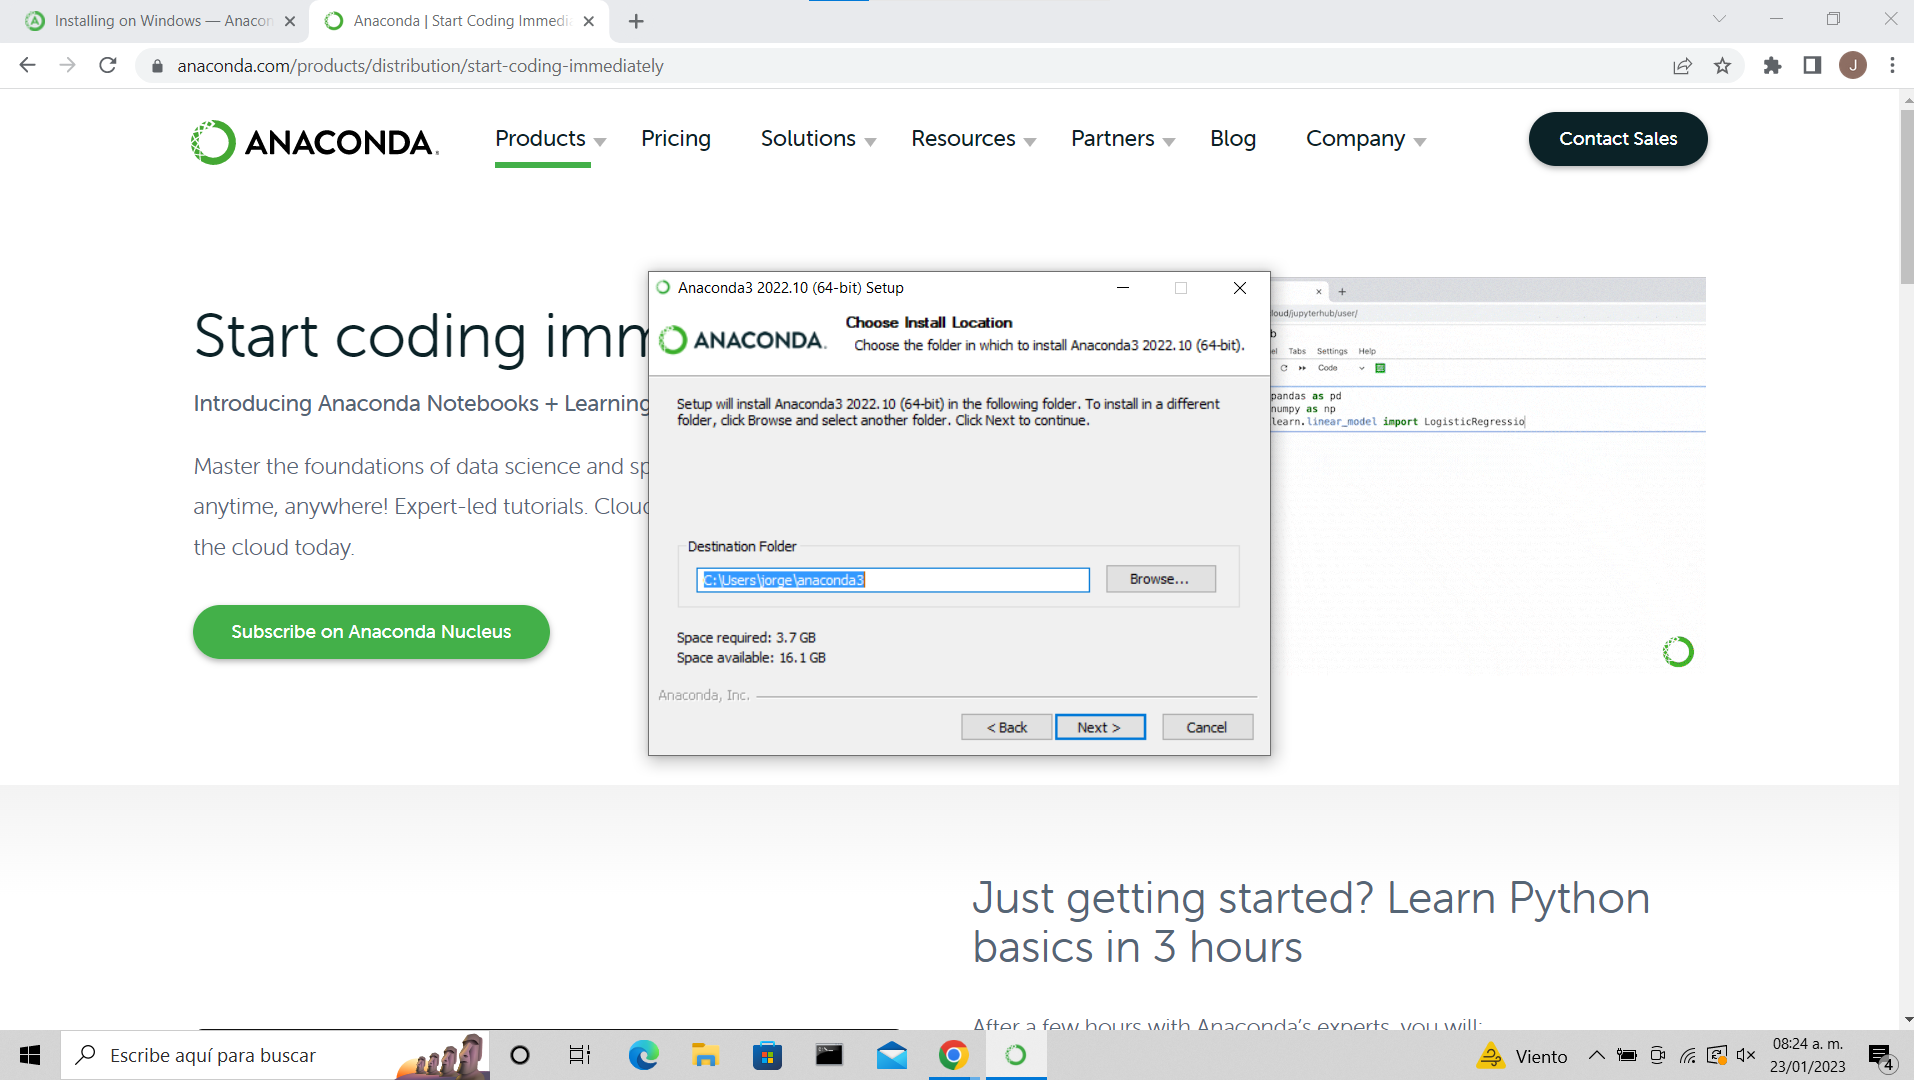 Installing on Windows — Anacon
Anaconda | Start Coding Immedi
anaconda.com/products/distribution/start-coding-immediately
J
ANACONDA.
Products
Pricing
Solutions
Resources
Partners
Blog
Company
Contact Sales
Start coding imm
Introducing Anaconda Notebooks + Learning
Master the foundations of data science and sp
anytime, anywhere! Expert-led tutorials. Cloud
the cloud today.
Subscribe on Anaconda Nucleus
Anaconda3 2022.10 (64-bit) Setup
ANACONDA.
Choose Install Location
Choose the folder in which to install Anaconda3 2022.10 (64-bit).
Setup will install Anaconda3 2022.10 (64-bit) in the following folder. To install in a different
folder, click Browse and select another folder. Click Next to continue.
Destination Folder
C:\Users\jorge\anaconda3
Browse...
Space required: 3.7 GB
Space available: 16.1 GB
Anaconda, Inc.
< Back
Next >
Cancel
loud/jupyterhub/user/
b
el Tabs Settings Help
Code
pandas as pd
numpy as np
learn.linear_model import LogisticRegressio
Just getting started? Learn Python
basics in 3 hours
After a few hours with Anaconda's experts, you will:
Escribe aquí para buscar
Viento
08:24 a. m.
23/01/2023
4